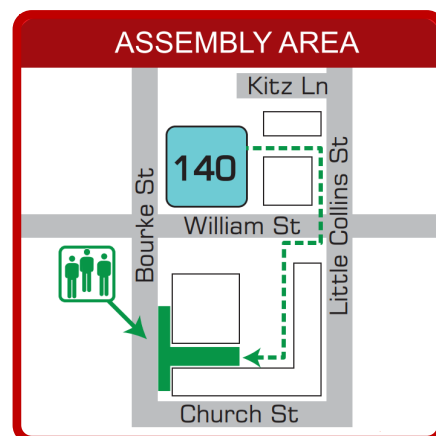 ASSEMBLY AREA
Kitz Ln
140
Little Collins St
William St
Bourke St
Church St